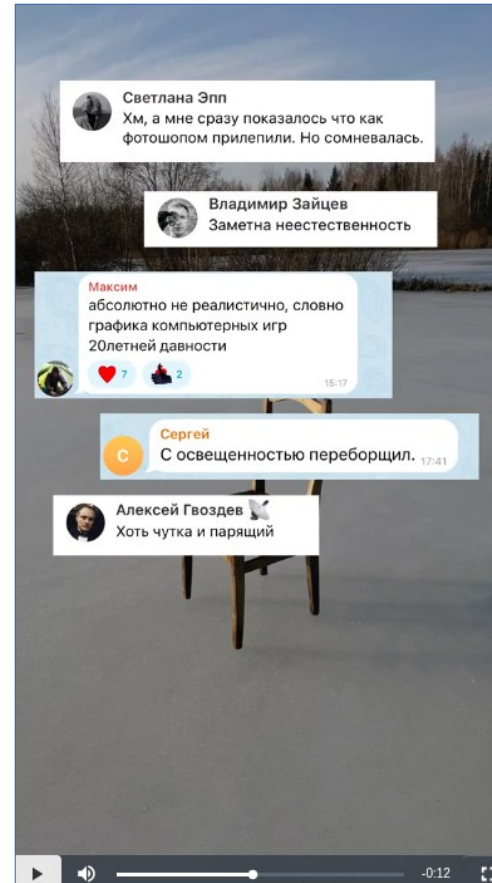 Светлана Эпп
Хм, а мне сразу показалось что как
фотошопом прилепили. Но сомневалась.
Владимир Зайцев
Заметна неестественность
Максим
абсолютно не реалистично, словно
графика компьютерных игр
20летней давности
7 2
15:17
Сергей
С
С освещенностью переборщил. 17:41
Алексей Гвоздев
Хоть чутка и парящий
-0:12